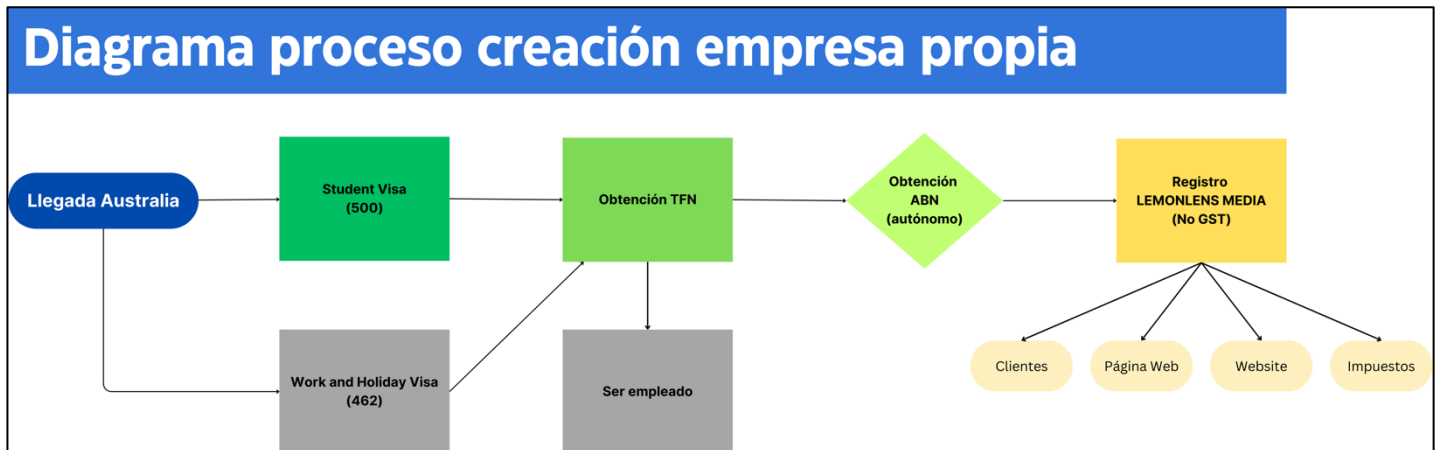 Diagrama proceso creación empresa propia
Llegada Australia
Student Visa
(500)
Obtención TFN
Obtención
ABN
(autónomo)
Registro
LEMONLENS MEDIA
(No GST)
Work and Holiday Visa
(462)
Ser empleado
Clientes
Página Web
Website
Impuestos